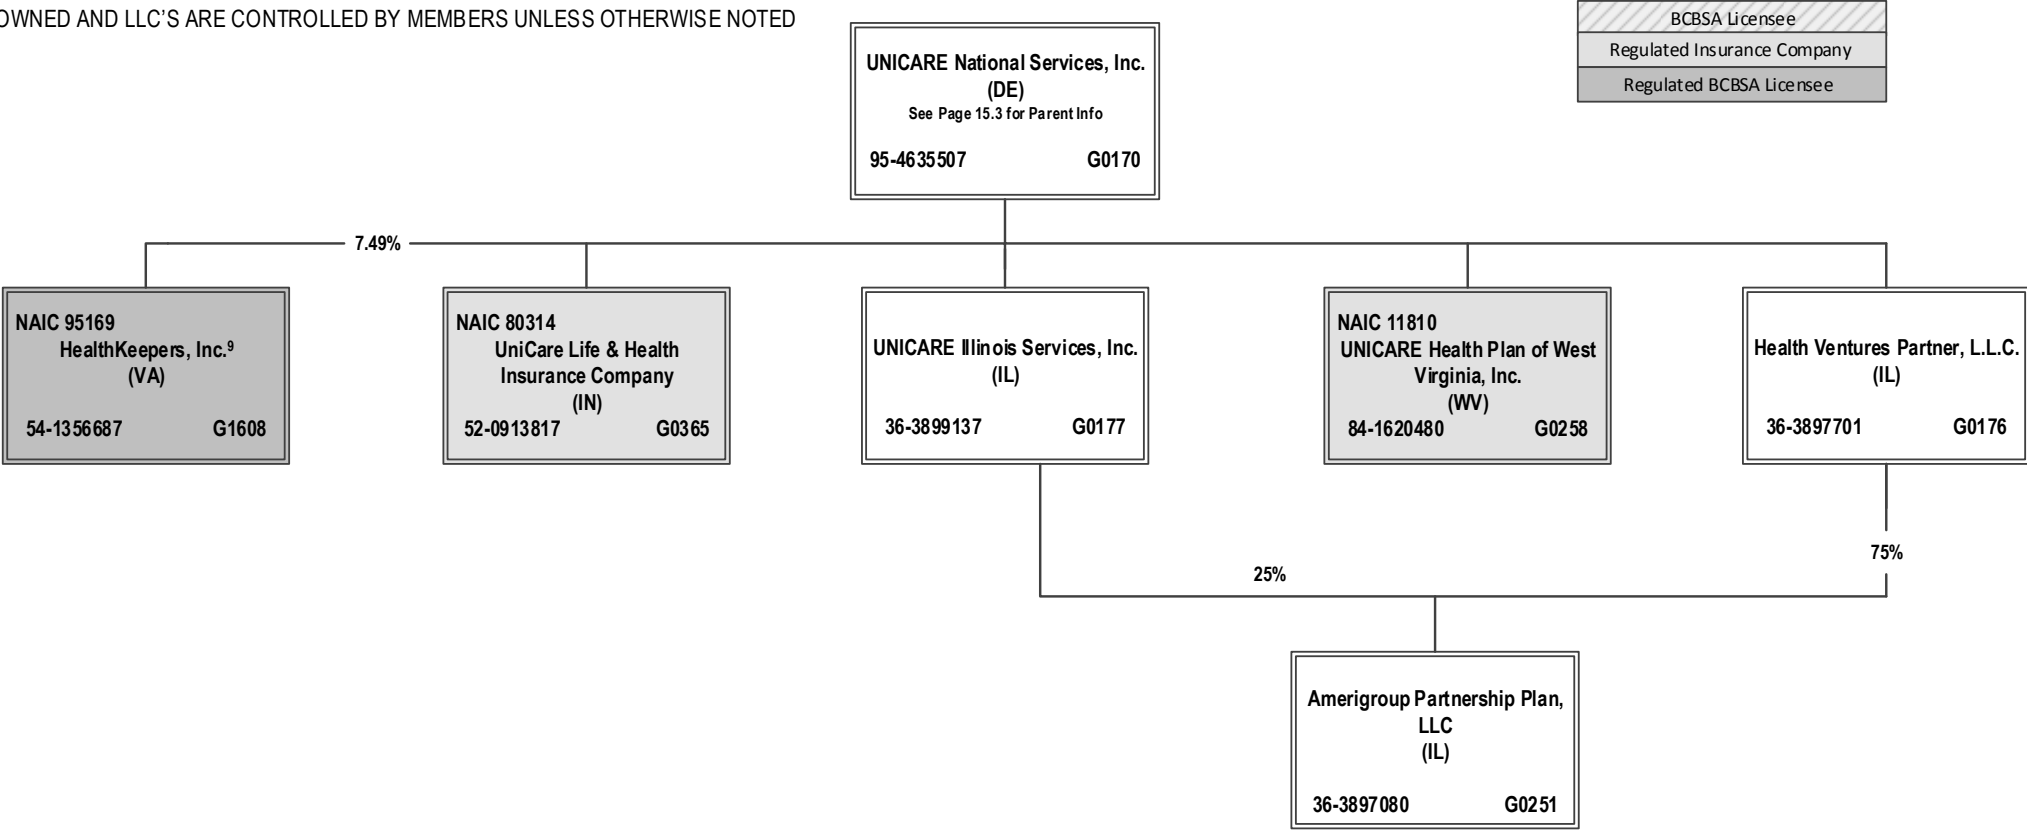 OWNED AND LLC'S ARE CONTROLLED BY MEMBERS UNLESS OTHERWISE NOTED
BCBSA Licensee
Regulated Insurance Company
Regulated BCBSA Licensee
UNICARE National Services, Inc.
(DE)
See Page 15.3 for Parent Info
95-4635507 G0170
7.49%
NAIC 95169
HealthKeepers, Inc.⁹
(VA)
54-1356687 G1608
NAIC 80314
UniCare Life & Health
Insurance Company
(IN)
52-0913817 G0365
UNICARE Illinois Services, Inc.
(IL)
36-3899137 G0177
NAIC 11810
UNICARE Health Plan of West
Virginia, Inc.
(WV)
84-1620480 G0258
Health Ventures Partner, L.L.C.
(IL)
36-3897701 G0176
25%
75%
Amerigroup Partnership Plan,
LLC
(IL)
36-3897080 G0251